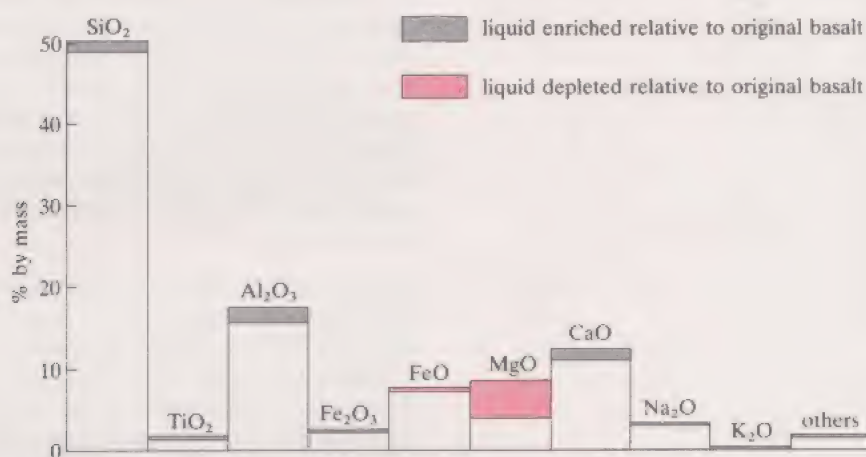 SiO₂
liquid enriched relative to original basalt
liquid depleted relative to original basalt
50
40
30
20
10
0
% by mass
TiO₂
Al₂O₃
Fe₂O₃
FeO
MgO
CaO
Na₂O
K₂O
others